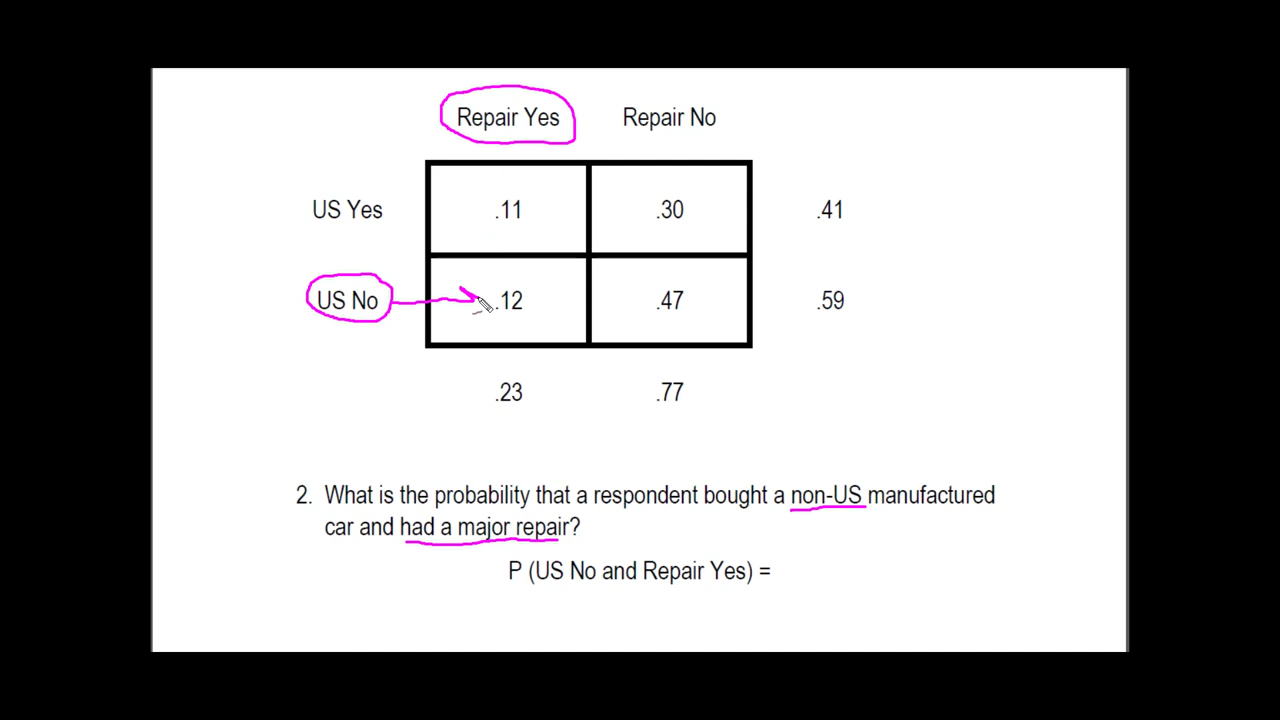 Repair Yes Repair No
US Yes .11 .30 .41
US No .12 .47 .59
.23 .77
2. What is the probability that a respondent bought a non-US manufactured
car and had a major repair?
P (US No and Repair Yes) =